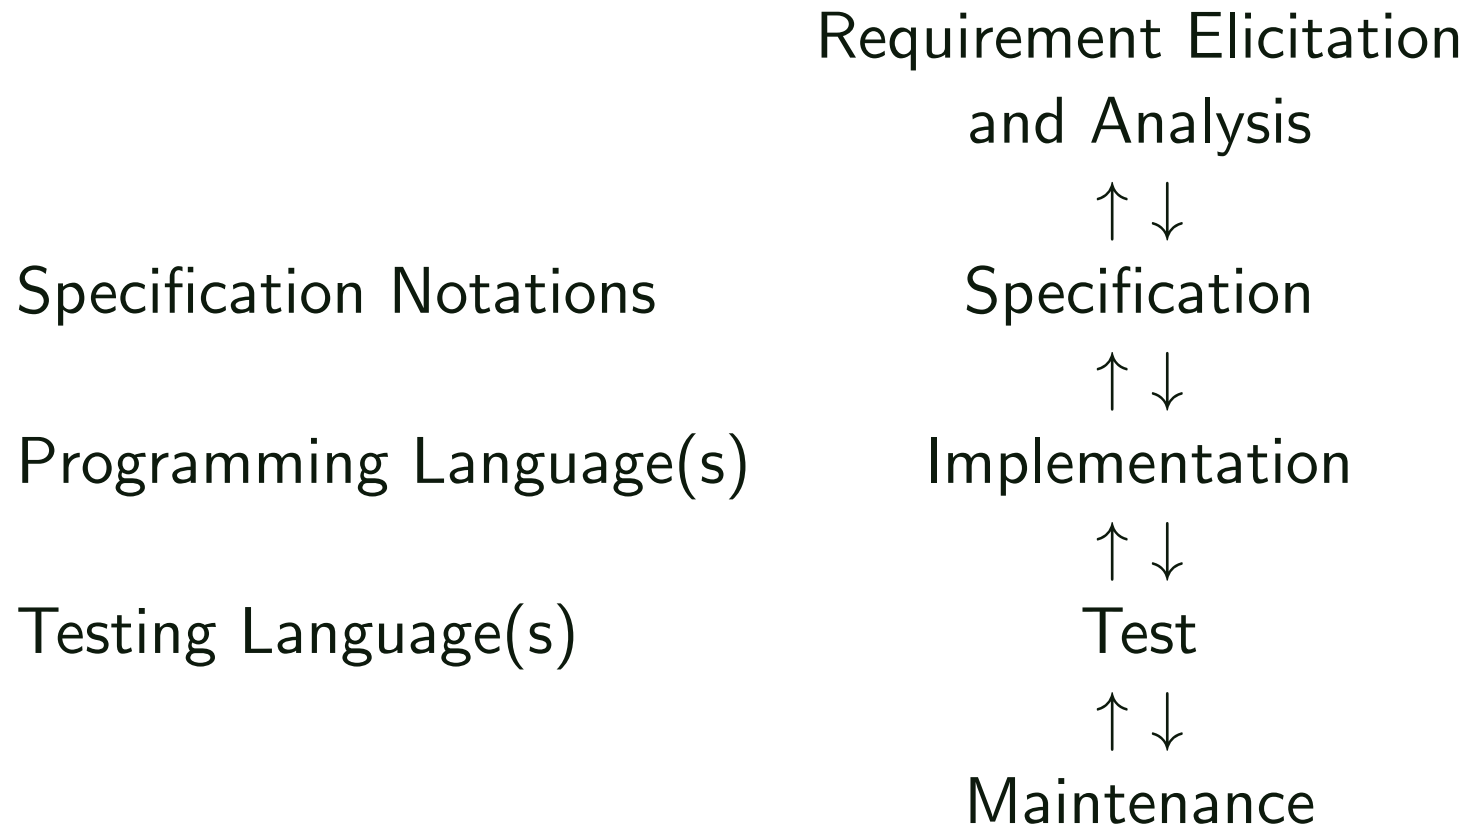 Requirement Elicitation
and Analysis
↑ ↓
Specification Notations Specification
↑ ↓
Programming Language(s) Implementation
↑ ↓
Testing Language(s) Test
↑ ↓
Maintenance